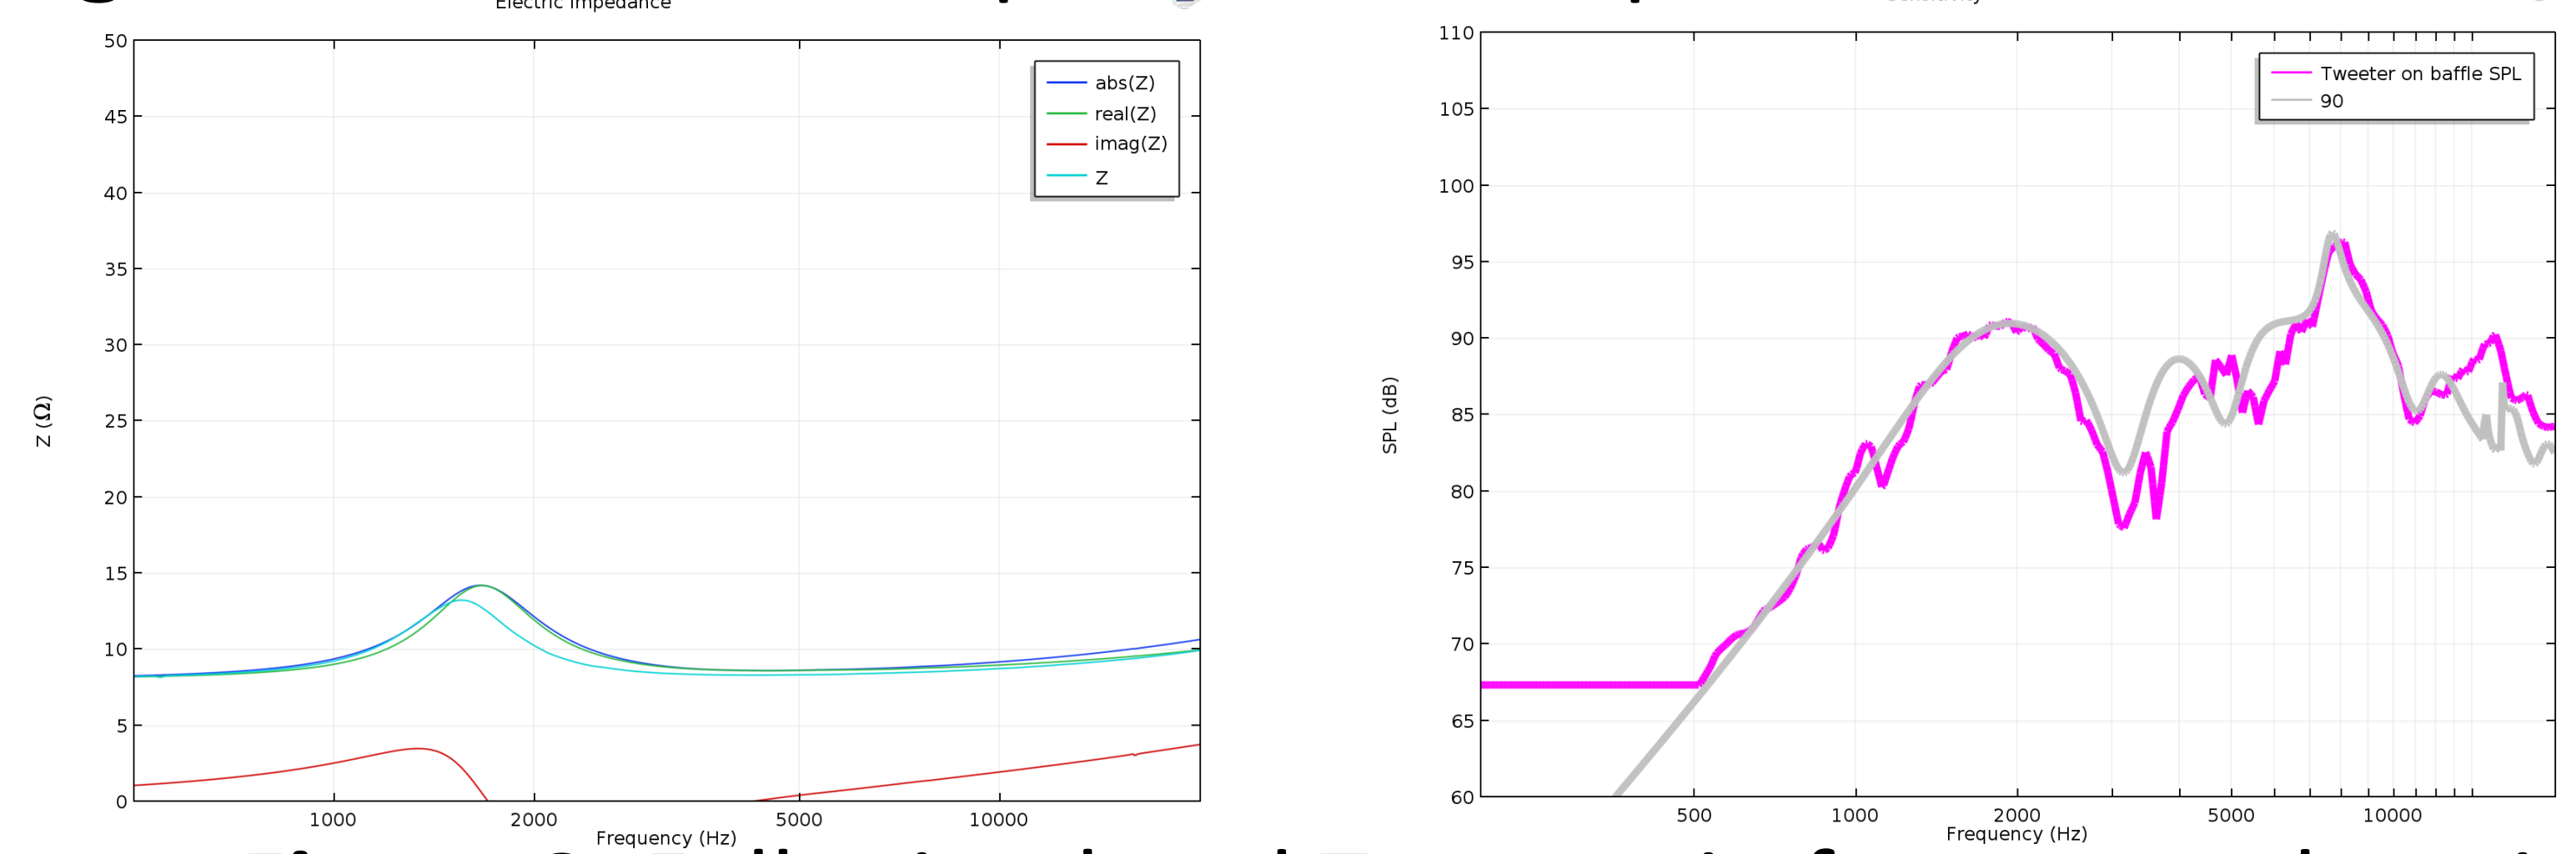 Electric Impedance
50
45
40
35
30
25
20
15
10
5
0
Z (Ω)
abs(Z)
real(Z)
imag(Z)
Z
1000 2000 5000 10000
Frequency (Hz)
110
105
100
95
90
85
80
75
70
65
60
SPL (dB)
Tweeter on baffle SPL
90
500 1000 2000 5000 10000
Frequency (Hz)